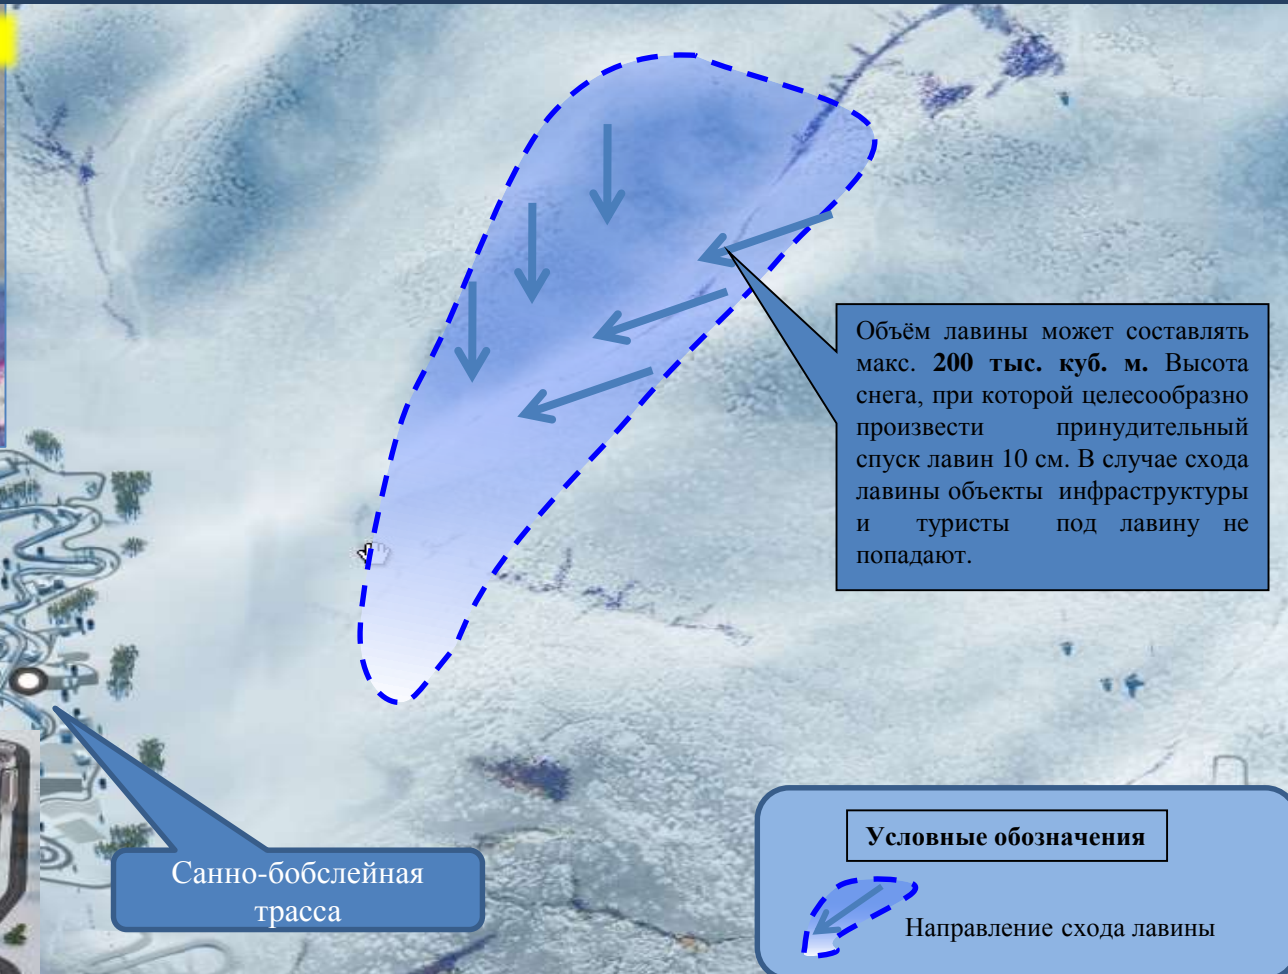 Объём лавины может составлять
макс. 200 тыс. куб. м. Высота
снега, при которой целесообразно
произвести принудительный
спуск лавин 10 см. В случае схода
лавины объекты инфраструктуры
и туристы под лавину не
попадают.
Санно-бобслейная
трасса
Условные обозначения
Направление схода лавины